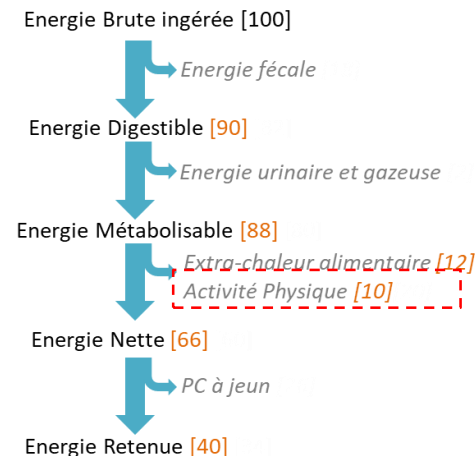 Energie Brute ingérée [100]
Energie fécale
Energie Digestible [90]
Energie urinaire et gazeuse
Energie Métabolisable [88]
Extra-chaleur alimentaire [12]
Activité Physique [10]
Energie Nette [66]
PC à jeun
Energie Retenue [40]